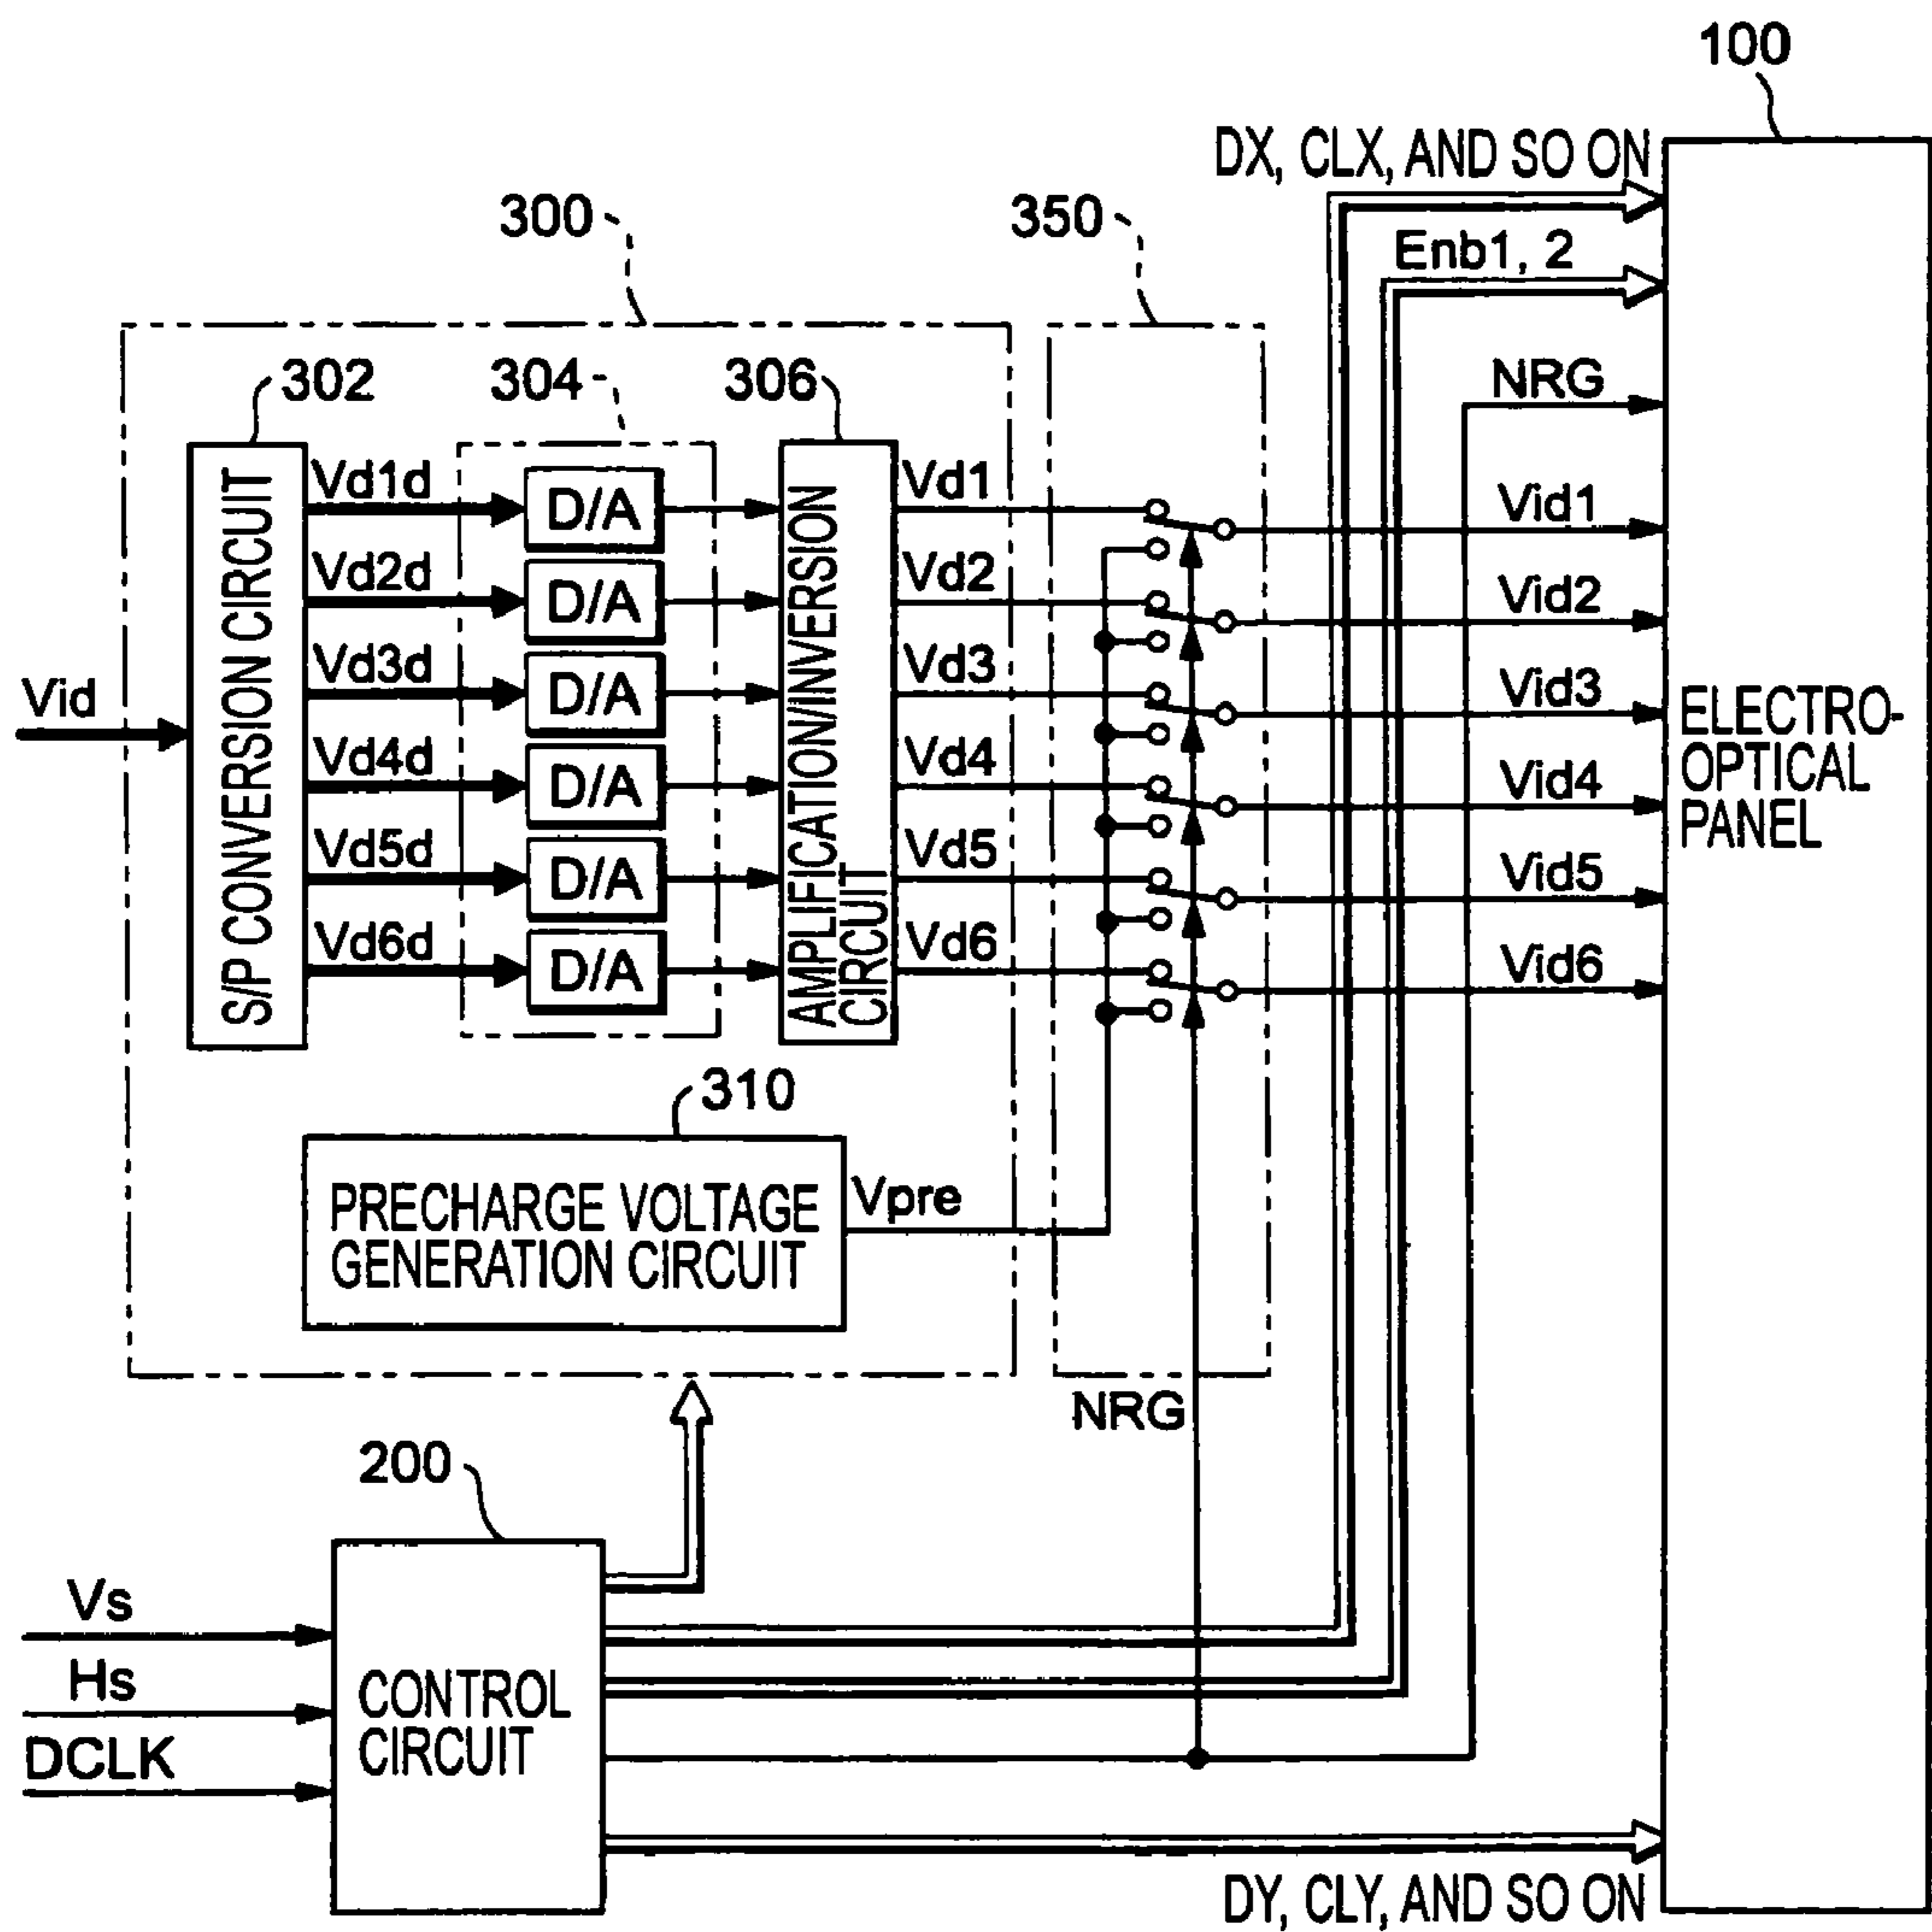 100
DX, CLX, AND SO ON
300
350
Enb1, 2
302
304
306
NRG
S/P CONVERSION CIRCUIT
Vd1d
D/A
AMPLIFICATION/INVERSION
CIRCUIT
Vd1
Vid1
Vd2d
D/A
Vd2
Vid2
Vd3d
D/A
Vd3
Vid3
Vid
Vd4d
D/A
Vd4
Vid4
ELECTRO-
OPTICAL
PANEL
Vd5d
D/A
Vd5
Vid5
Vd6d
D/A
Vd6
Vid6
310
PRECHARGE VOLTAGE
GENERATION CIRCUIT
Vpre
NRG
200
Vs
Hs
DCLK
CONTROL
CIRCUIT
DY, CLY, AND SO ON